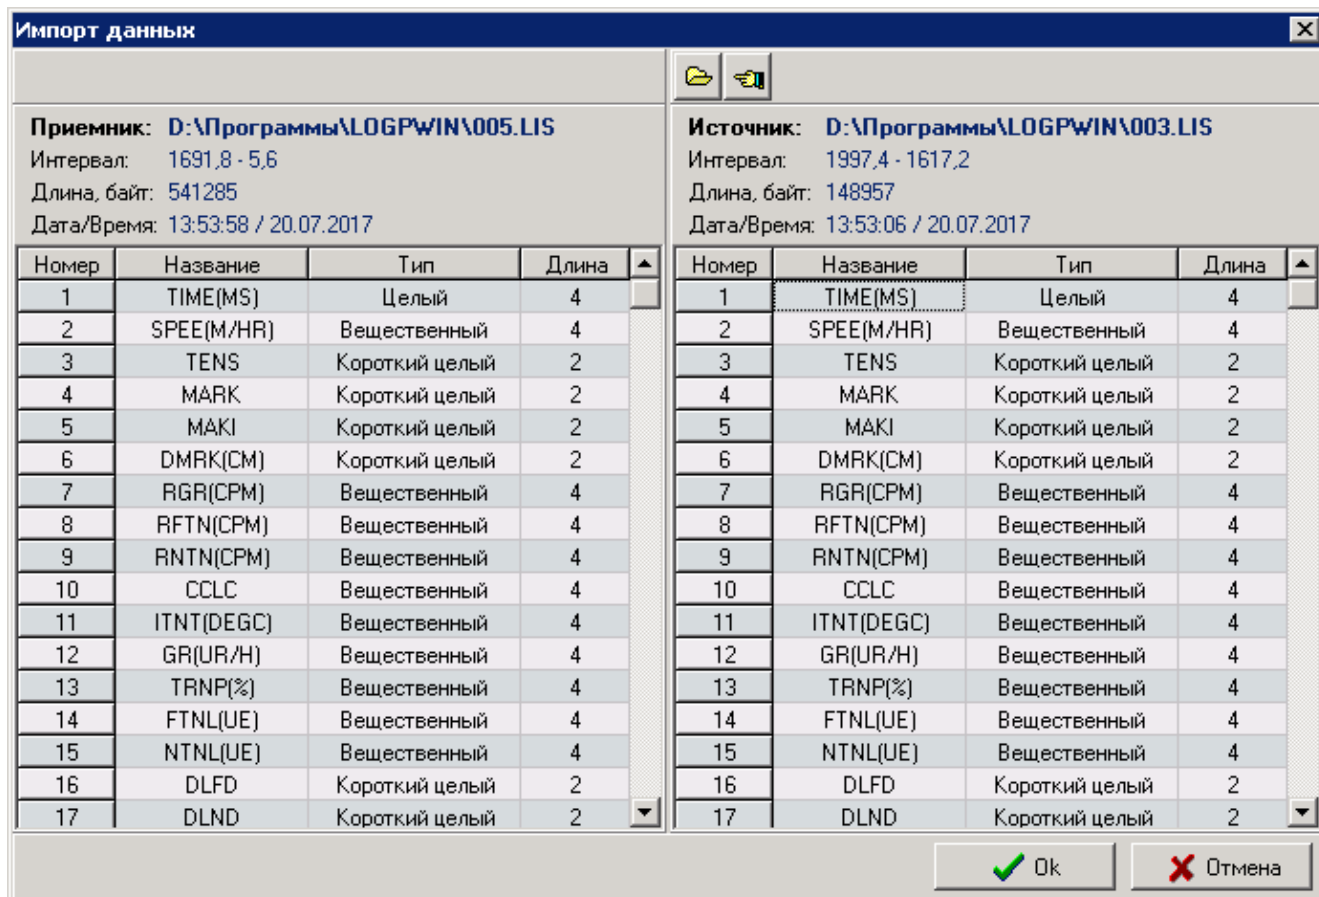 Импорт данных
Приемник: D:\Программы\LOGPWIN\005.LIS
Интервал: 1691,8 - 5,6
Длина, байт: 541285
Дата/Время: 13:53:58 / 20.07.2017
Номер Название Тип Длина
1 TIME(MS) Целый 4
2 SPEE(M/HR) Вещественный 4
3 TENS Короткий целый 2
4 MARK Короткий целый 2
5 MAKI Короткий целый 2
6 DMRK(CM) Короткий целый 2
7 RGR(CPM) Вещественный 4
8 RFTN(CPM) Вещественный 4
9 RNTN(CPM) Вещественный 4
10 CCLC Вещественный 4
11 ITNT(DEGC) Вещественный 4
12 GR(UR/H) Вещественный 4
13 TRNP(%) Вещественный 4
14 FTNL(UE) Вещественный 4
15 NTNL(UE) Вещественный 4
16 DLFD Короткий целый 2
17 DLND Короткий целый 2
Источник: D:\Программы\LOGPWIN\003.LIS
Интервал: 1997,4 - 1617,2
Длина, байт: 148957
Дата/Время: 13:53:06 / 20.07.2017
Номер Название Тип Длина
1 TIME(MS) Целый 4
2 SPEE(M/HR) Вещественный 4
3 TENS Короткий целый 2
4 MARK Короткий целый 2
5 MAKI Короткий целый 2
6 DMRK(CM) Короткий целый 2
7 RGR(CPM) Вещественный 4
8 RFTN(CPM) Вещественный 4
9 RNTN(CPM) Вещественный 4
10 CCLC Вещественный 4
11 ITNT(DEGC) Вещественный 4
12 GR(UR/H) Вещественный 4
13 TRNP(%) Вещественный 4
14 FTNL(UE) Вещественный 4
15 NTNL(UE) Вещественный 4
16 DLFD Короткий целый 2
17 DLND Короткий целый 2
Ok Отмена